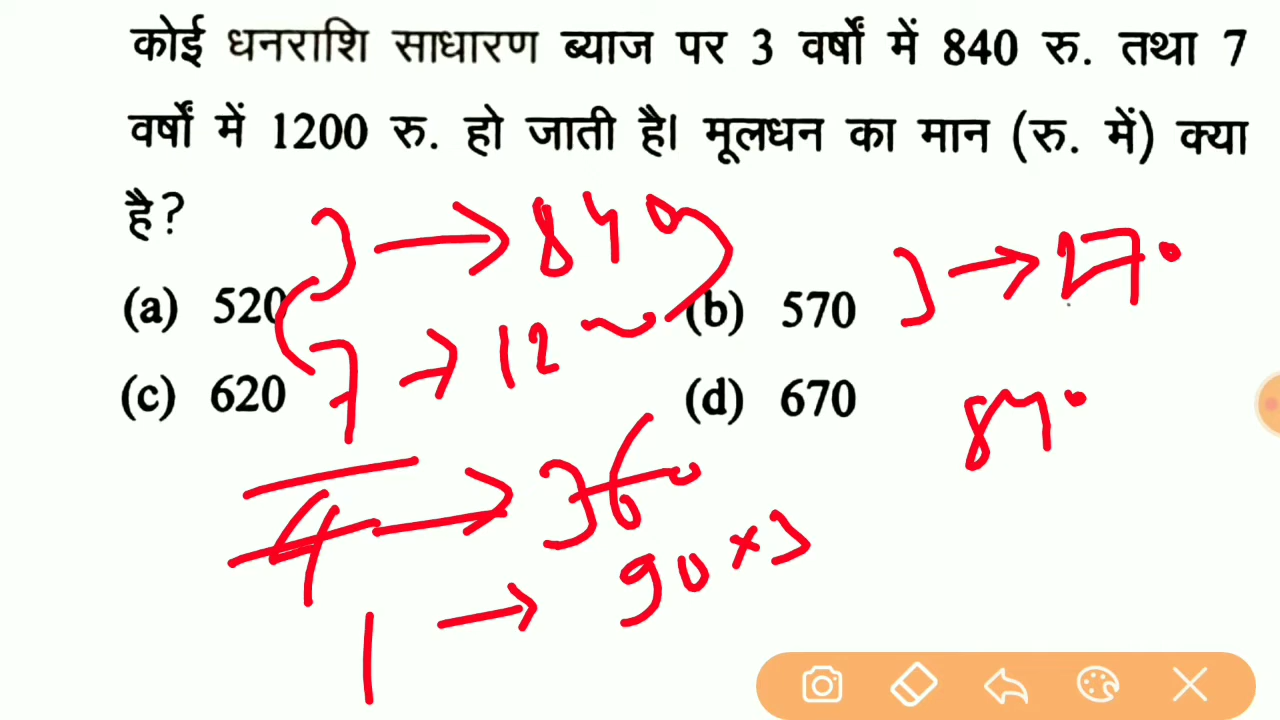 कोई धनराशि साधारण ब्याज पर 3 वर्षों में 840 रु. तथा 7
वर्षों में 1200 रु. हो जाती है। मूलधन का मान (रु. में) क्या
है?
3 → 840
3 → 270
(a) 520
(b) 570
7 → 12
(c) 620
(d) 670
840
4 → 360
1 → 90 × 3